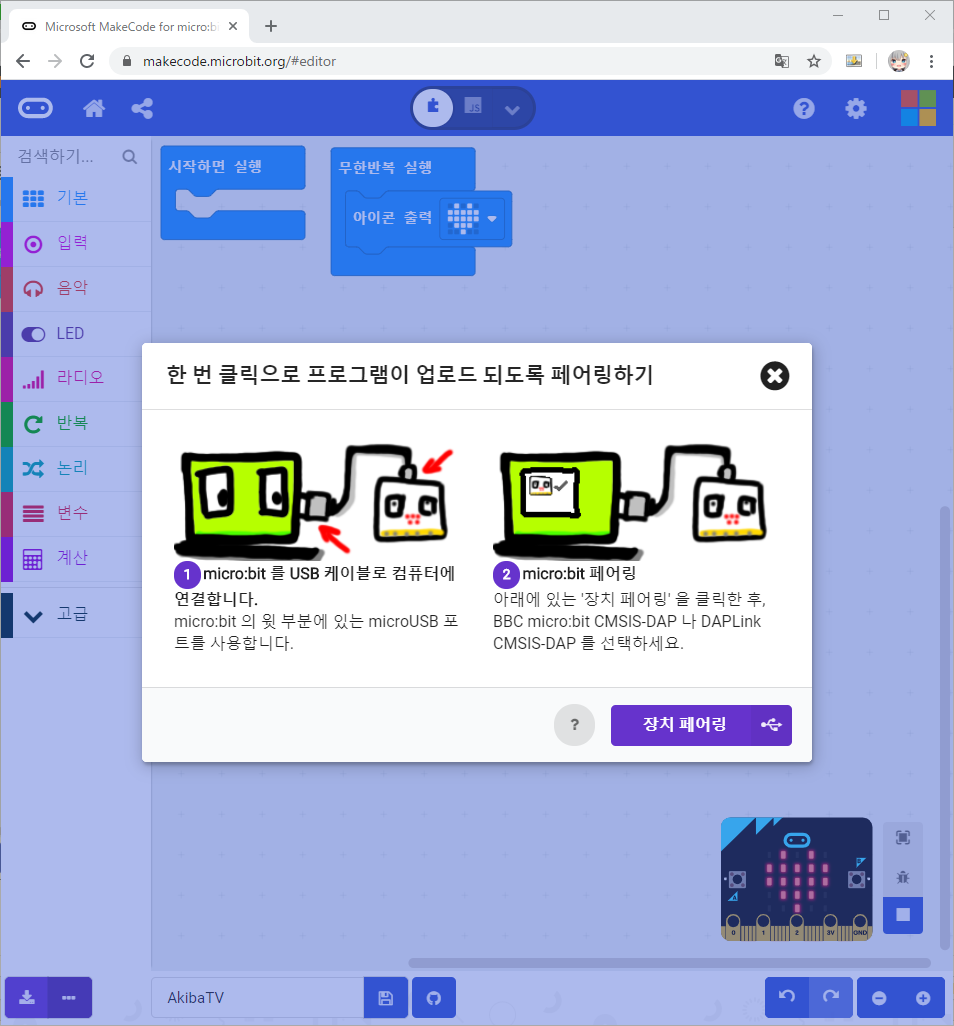 Microsoft MakeCode for micro:b
makecode.microbit.org/#editor
JS
검색하기...
기본
입력
음악
LED
라디오
반복
논리
변수
계산
고급
시작하면 실행
무한반복 실행
아이콘 출력
한 번 클릭으로 프로그램이 업로드 되도록 페어링하기
1 micro:bit 를 USB 케이블로 컴퓨터에
연결합니다.
micro:bit 의 윗 부분에 있는 microUSB 포
트를 사용합니다.
2 micro:bit 페어링
아래에 있는 '장치 페어링' 을 클릭한 후,
BBC micro:bit CMSIS-DAP 나 DAPLink
CMSIS-DAP 를 선택하세요.
?
장치 페어링
0 1 2 3V GND
AkibaTV